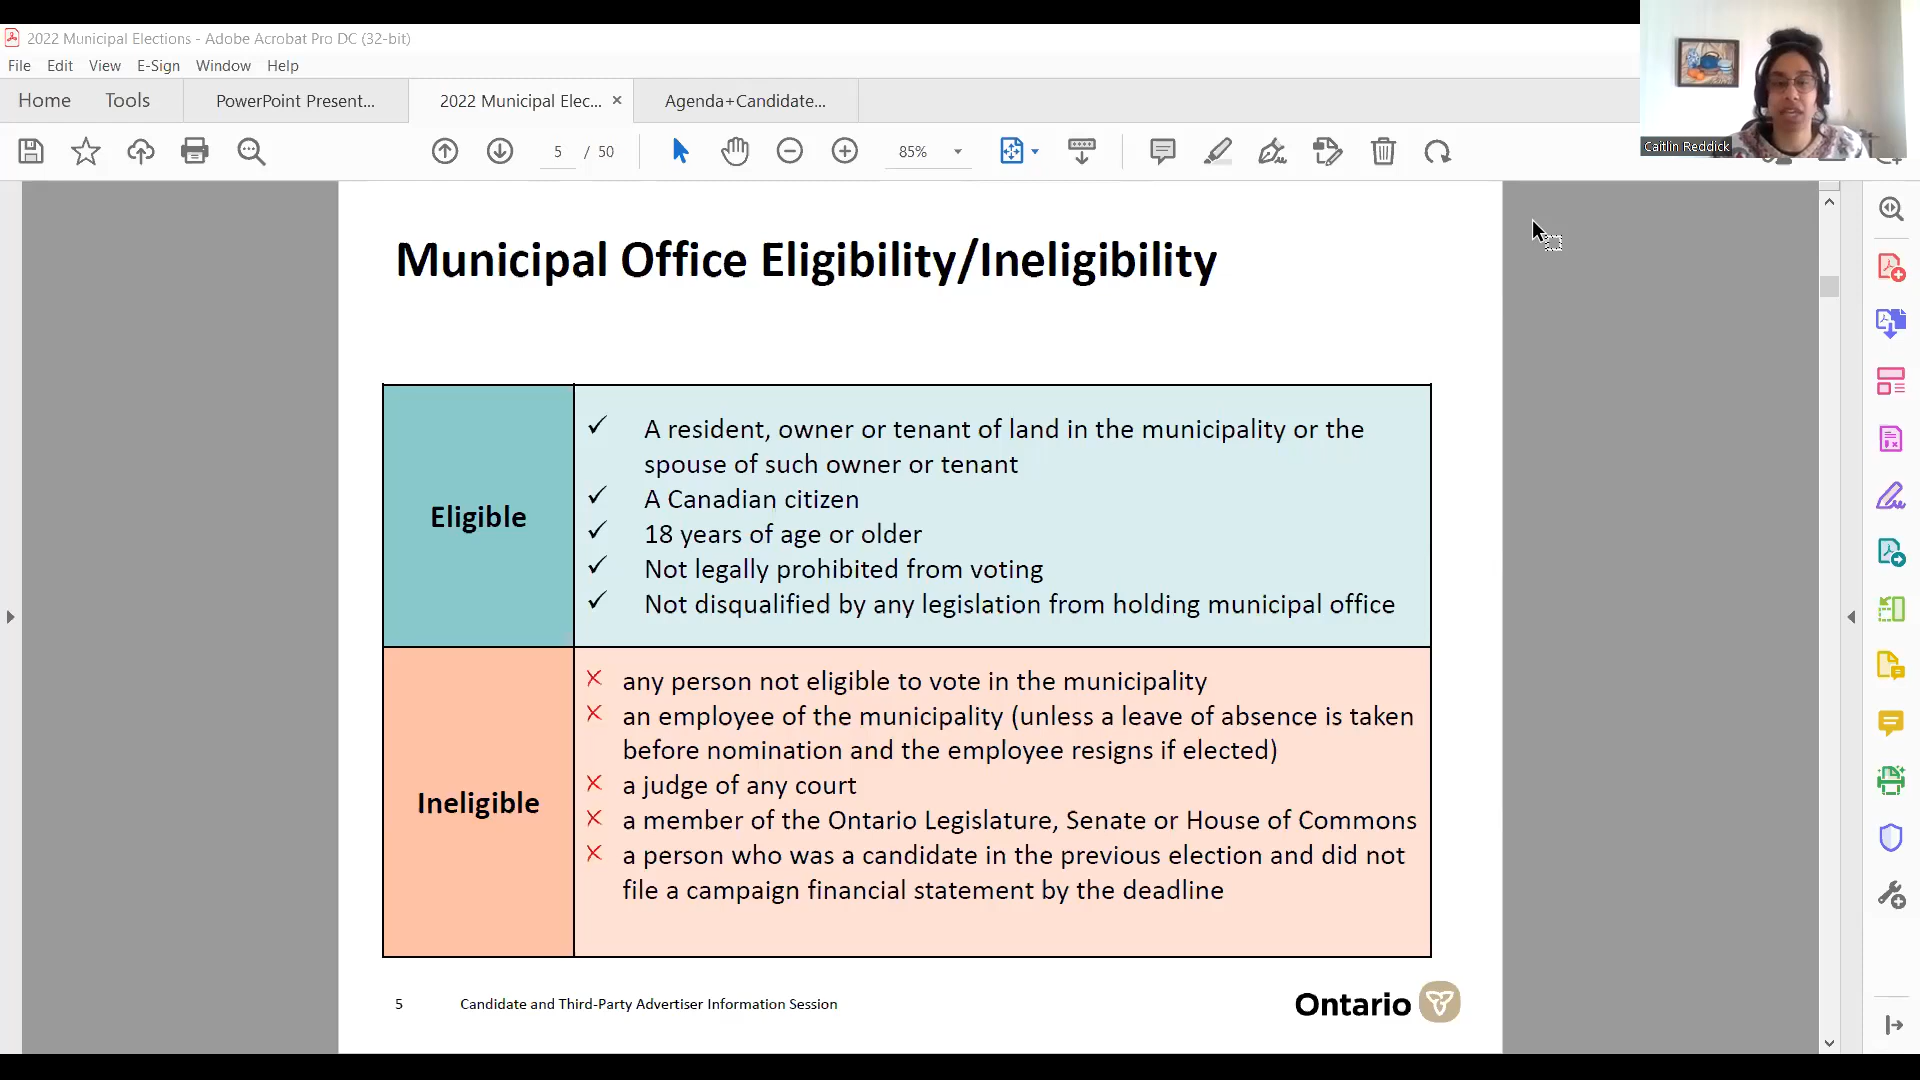 2022 Municipal Elections - Adobe Acrobat Pro DC (32-bit)
File Edit View E-Sign Window Help
Home Tools PowerPoint Present... 2022 Municipal Elec... × Agenda+Candidate...
5 / 50 85%
Caitlin Reddick
Municipal Office Eligibility/Ineligibility
Eligible
✓ A resident, owner or tenant of land in the municipality or the
spouse of such owner or tenant
✓ A Canadian citizen
✓ 18 years of age or older
✓ Not legally prohibited from voting
✓ Not disqualified by any legislation from holding municipal office
Ineligible
× any person not eligible to vote in the municipality
× an employee of the municipality (unless a leave of absence is taken
before nomination and the employee resigns if elected)
× a judge of any court
× a member of the Ontario Legislature, Senate or House of Commons
× a person who was a candidate in the previous election and did not
file a campaign financial statement by the deadline
5 Candidate and Third-Party Advertiser Information Session
Ontario